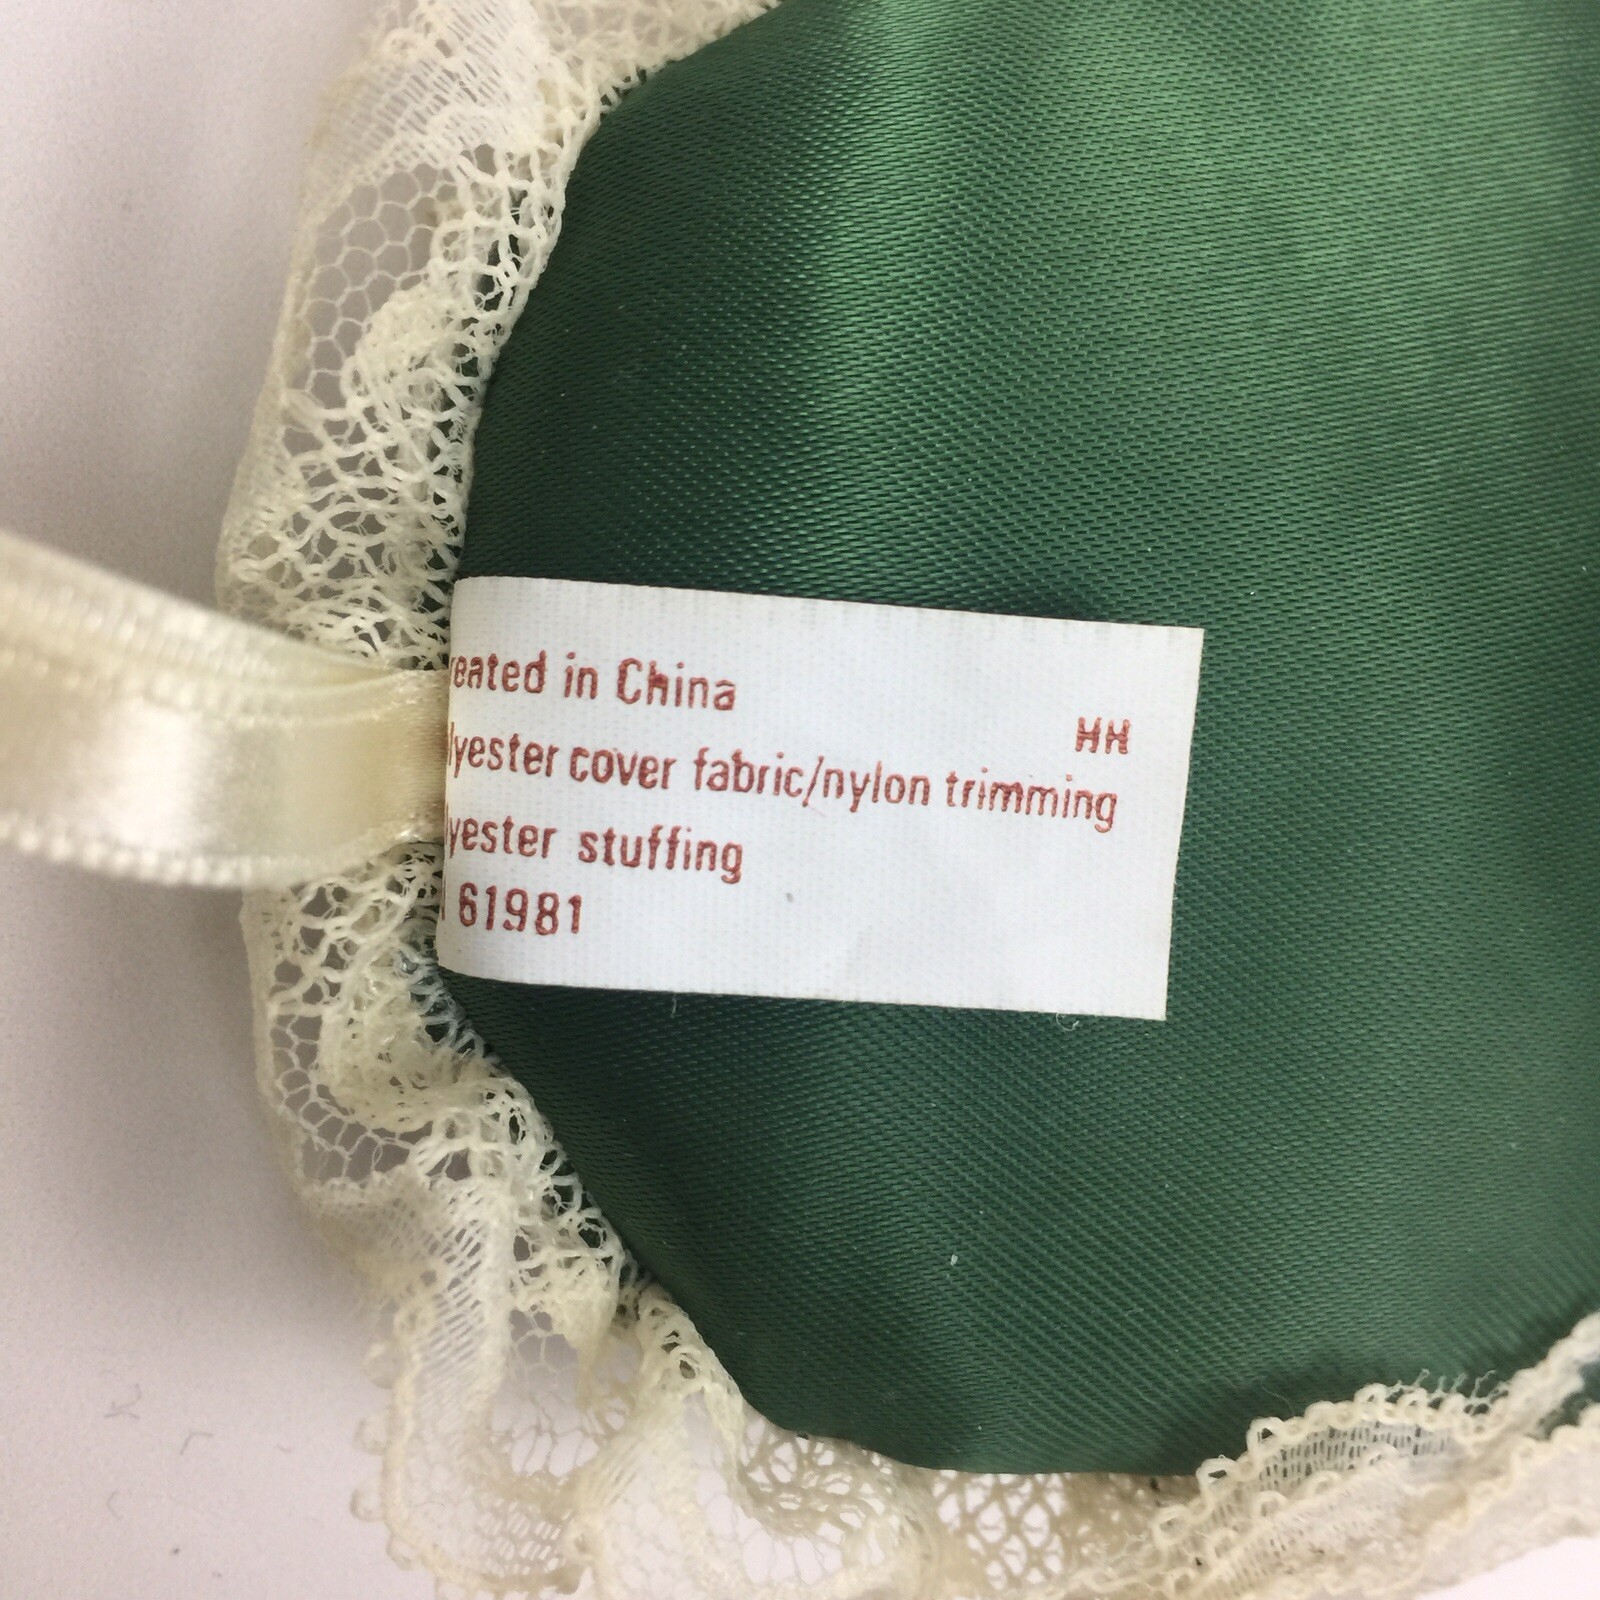 reated in China
HH
lyester cover fabric/nylon trimming
lyester stuffing
61981